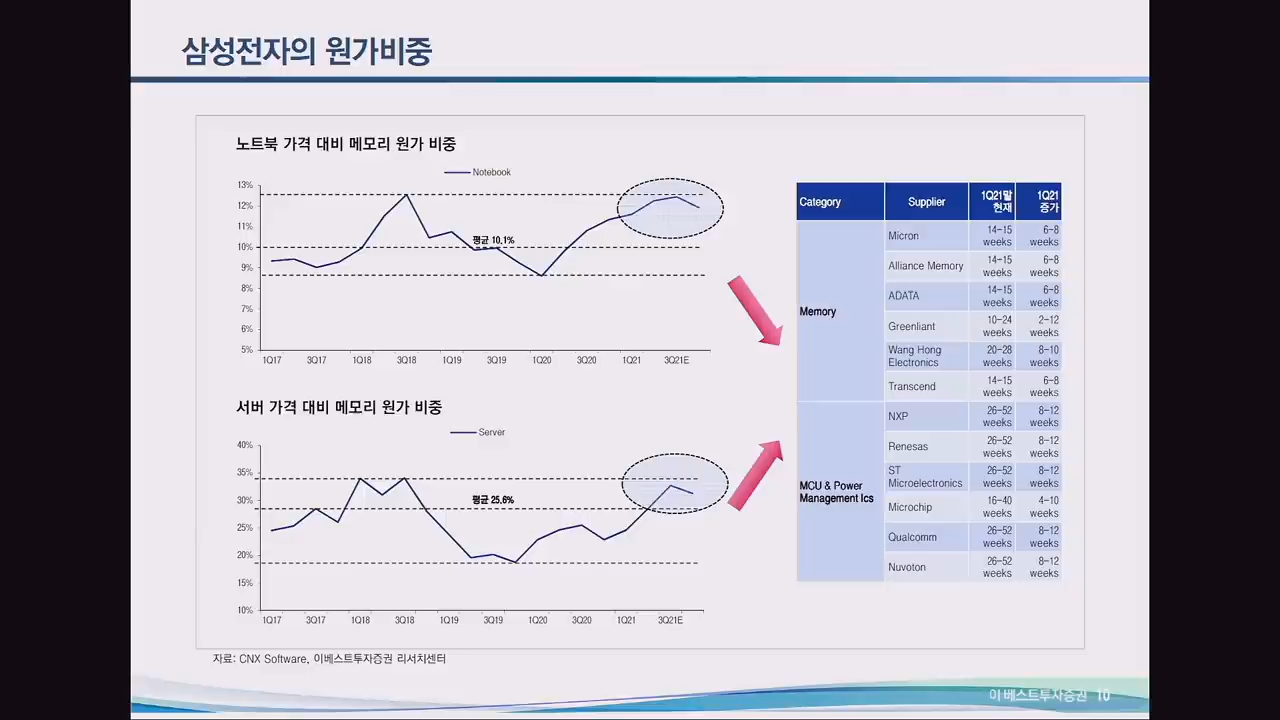 삼성전자의 원가비중
노트북 가격 대비 메모리 원가 비중
Notebook
13%
12%
11%
10%
9%
8%
7%
6%
5%
평균 10.1%
1Q17 3Q17 1Q18 3Q18 1Q19 3Q19 1Q20 3Q20 1Q21 3Q21E
서버 가격 대비 메모리 원가 비중
Server
40%
35%
30%
25%
20%
15%
10%
평균 25.6%
1Q17 3Q17 1Q18 3Q18 1Q19 3Q19 1Q20 3Q20 1Q21 3Q21E
Category Supplier 1Q21말 현재 1Q21 증가
Memory
Micron 14-15 weeks 6-8 weeks
Alliance Memory 14-15 weeks 6-8 weeks
ADATA 14-15 weeks 6-8 weeks
Greenliant 10-24 weeks 2-12 weeks
Wang Hong Electronics 20-28 weeks 8-10 weeks
Transcend 14-15 weeks 6-8 weeks
MCU & Power Management Ics
NXP 26-52 weeks 8-12 weeks
Renesas 26-52 weeks 8-12 weeks
ST Microelectronics 26-52 weeks 8-12 weeks
Microchip 16-40 weeks 4-10 weeks
Qualcomm 26-52 weeks 8-12 weeks
Nuvoton 26-52 weeks 8-12 weeks
자료: CNX Software, 이베스트투자증권 리서치센터
이베스트투자증권 10